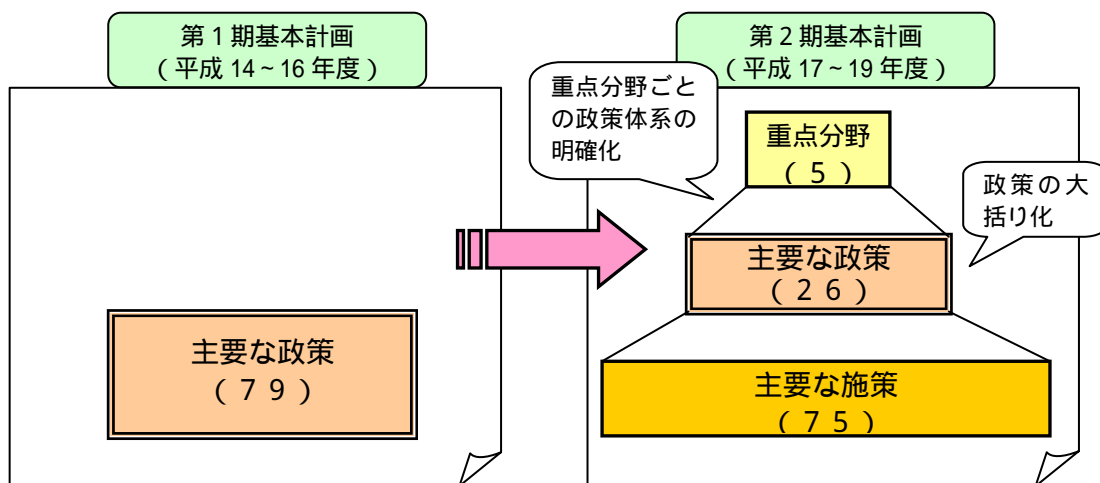 第1期基本計画
(平成 14~16 年度)
主要な政策
(79)
第2期基本計画
(平成 17~19 年度)
重点分野ごと
の政策体系の
明確化
重点分野
(5)
政策の大
括り化
主要な政策
(26)
主要な施策
(75)